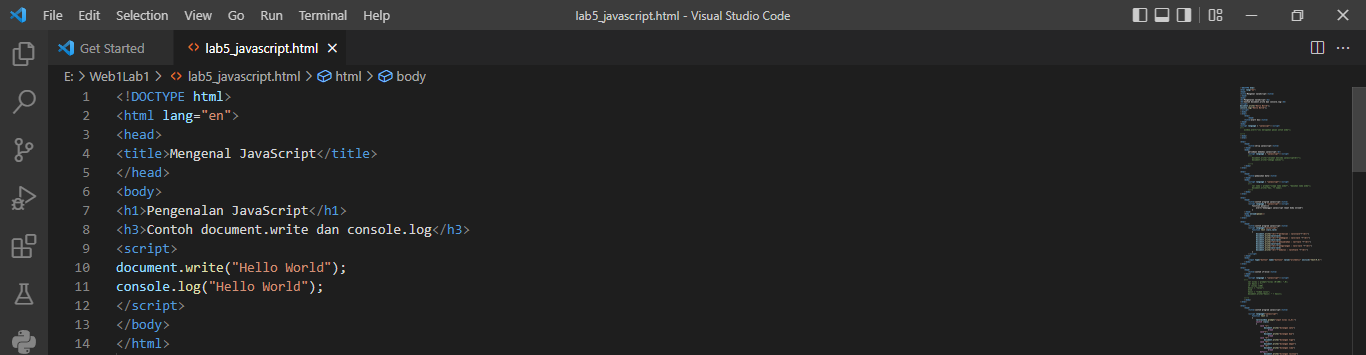 File Edit Selection View Go Run Terminal Help lab5_javascript.html - Visual Studio Code
Get Started lab5_javascript.html
E: > Web1Lab1 > lab5_javascript.html > html > body
1 <!DOCTYPE html>
2 <html lang="en">
3 <head>
4 <title>Mengenal JavaScript</title>
5 </head>
6 <body>
7 <h1>Pengenalan JavaScript</h1>
8 <h3>Contoh document.write dan console.log</h3>
9 <script>
10 document.write("Hello World");
11 console.log("Hello World");
12 </script>
13 </body>
14 </html>